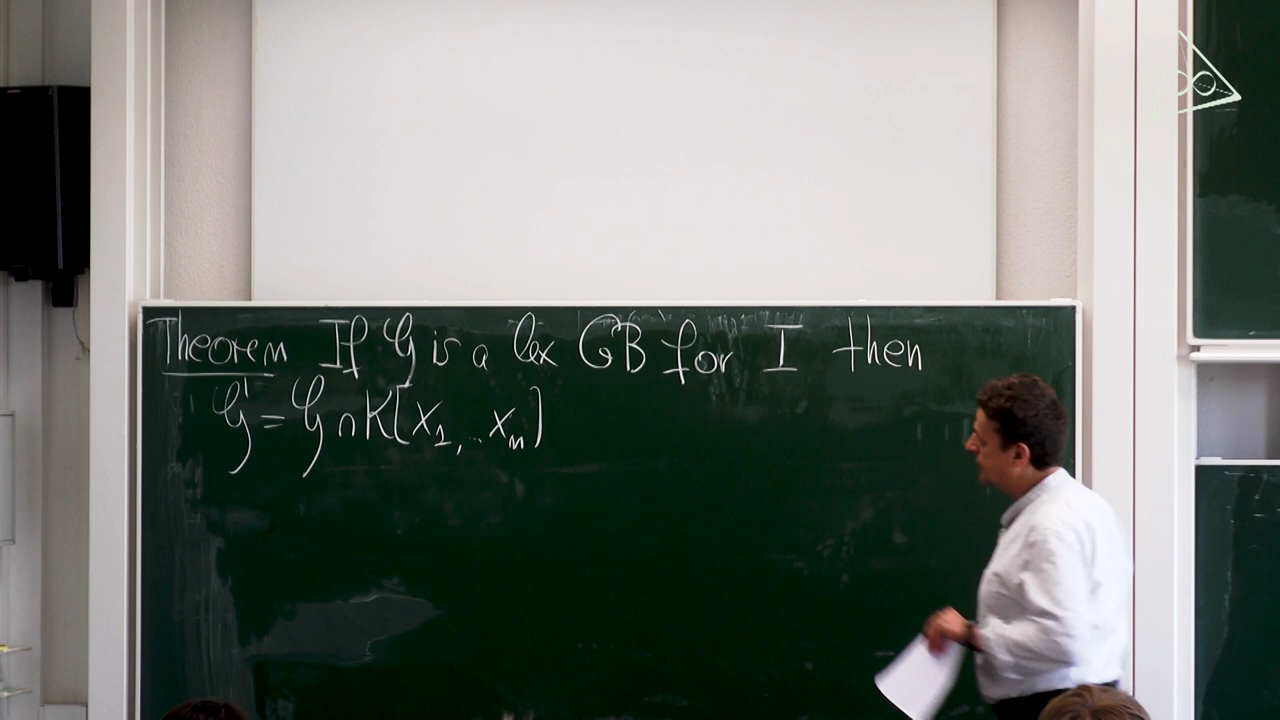 Theorem If G is a lex GB for I then
G' = G ∩ K[x₁,..xₙ]